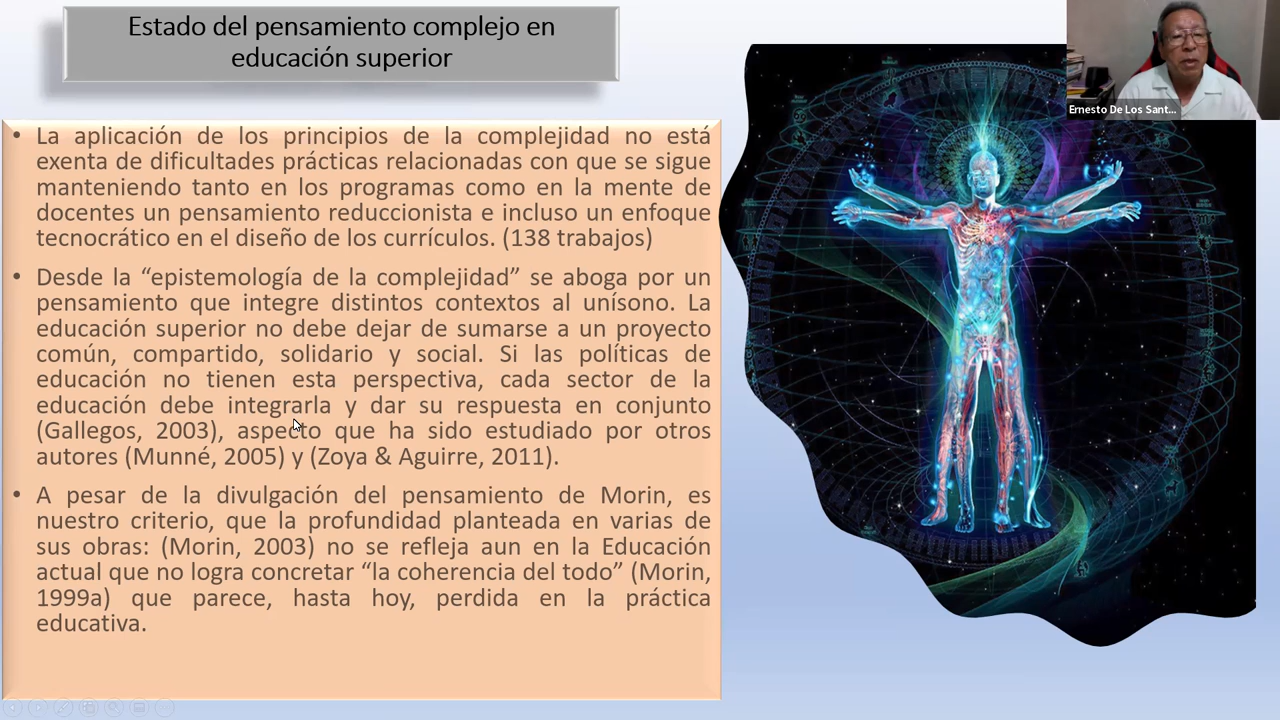 Estado del pensamiento complejo en
educación superior
Ernesto De Los Sant...
• La aplicación de los principios de la complejidad no está
exenta de dificultades prácticas relacionadas con que se sigue
manteniendo tanto en los programas como en la mente de
docentes un pensamiento reduccionista e incluso un enfoque
tecnocrático en el diseño de los currículos. (138 trabajos)
• Desde la “epistemología de la complejidad” se aboga por un
pensamiento que integre distintos contextos al unísono. La
educación superior no debe dejar de sumarse a un proyecto
común, compartido, solidario y social. Si las políticas de
educación no tienen esta perspectiva, cada sector de la
educación debe integrarla y dar su respuesta en conjunto
(Gallegos, 2003), aspecto que ha sido estudiado por otros
autores (Munné, 2005) y (Zoya & Aguirre, 2011).
• A pesar de la divulgación del pensamiento de Morin, es
nuestro criterio, que la profundidad planteada en varias de
sus obras: (Morin, 2003) no se refleja aun en la Educación
actual que no logra concretar “la coherencia del todo” (Morin,
1999a) que parece, hasta hoy, perdida en la práctica
educativa.